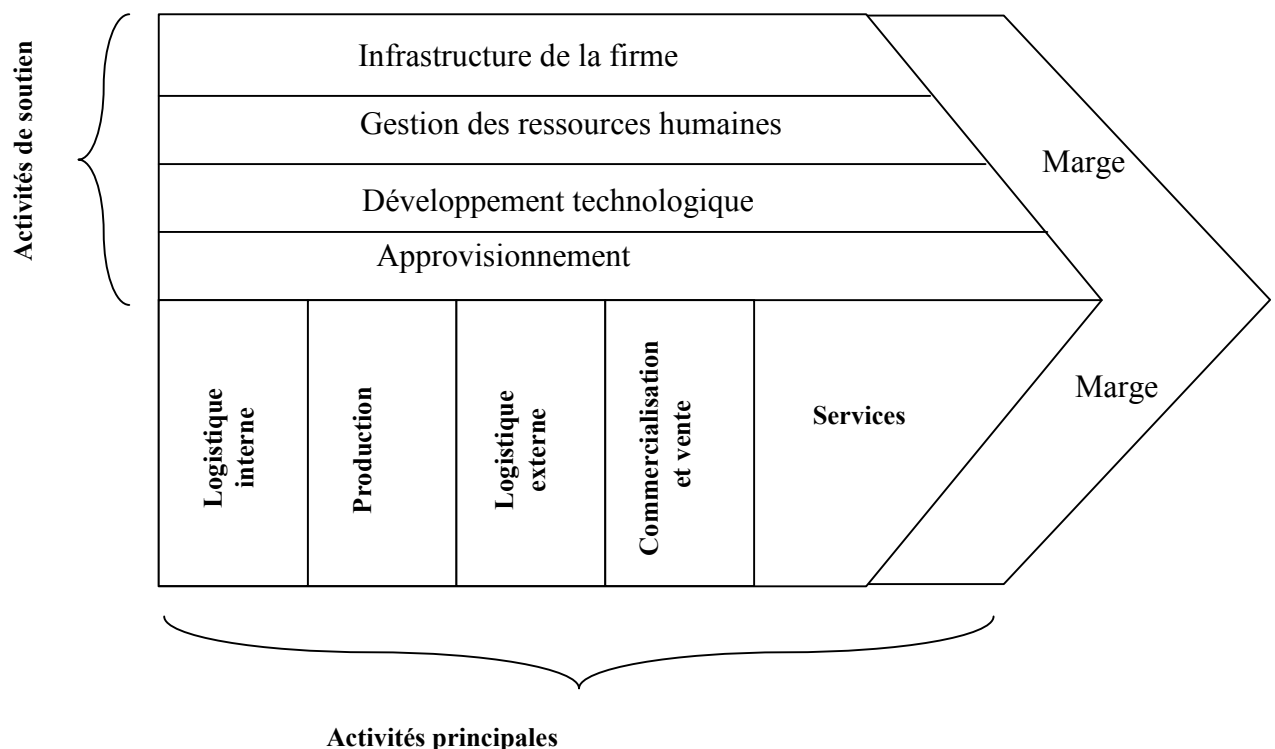 Activités de soutien
Infrastructure de la firme
Gestion des ressources humaines
Développement technologique
Approvisionnement
Marge
Marge
Logistique
interne
Production
Logistique
externe
Commercialisation
et vente
Services
Activités principales